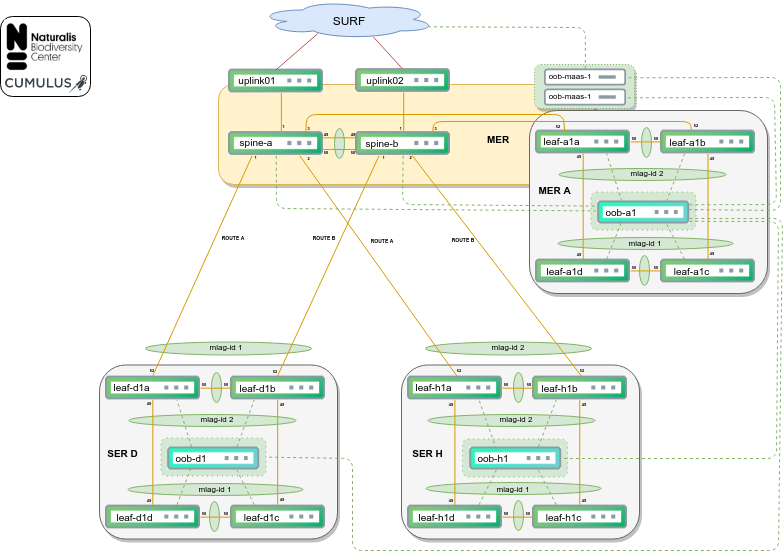 SURF
Naturalis
Biodiversity
Center
CUMULUS
uplink01
uplink02
oob-maas-1
oob-maas-1
spine-a
spine-b
MER
leaf-a1a
leaf-a1b
mlag-id 2
MER A
oob-a1
mlag-id 1
leaf-a1d
leaf-a1c
ROUTE A
ROUTE B
ROUTE A
ROUTE B
mlag-id 1
mlag-id 2
leaf-d1a
leaf-d1b
mlag-id 2
SER D
oob-d1
mlag-id 1
leaf-d1d
leaf-d1c
leaf-h1a
leaf-h1b
mlag-id 2
SER H
oob-h1
mlag-id 1
leaf-h1d
leaf-h1c